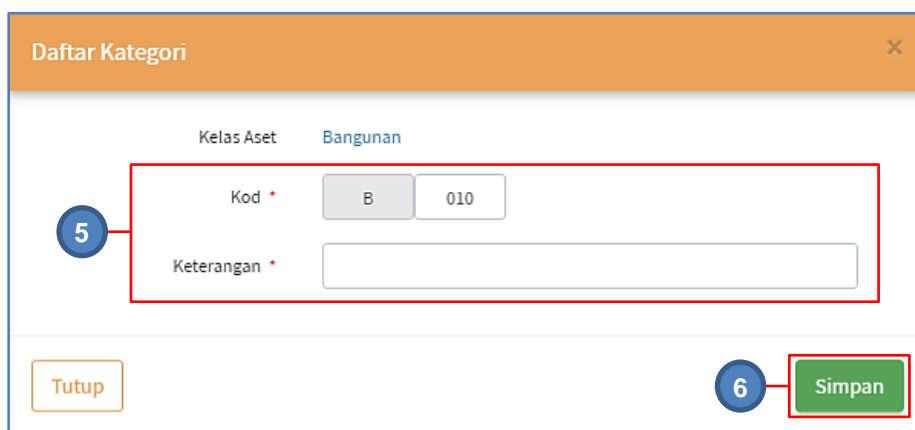 Daftar Kategori ×
Kelas Aset Bangunan
Kod * B 010
5
Keterangan *
Tutup 6 Simpan